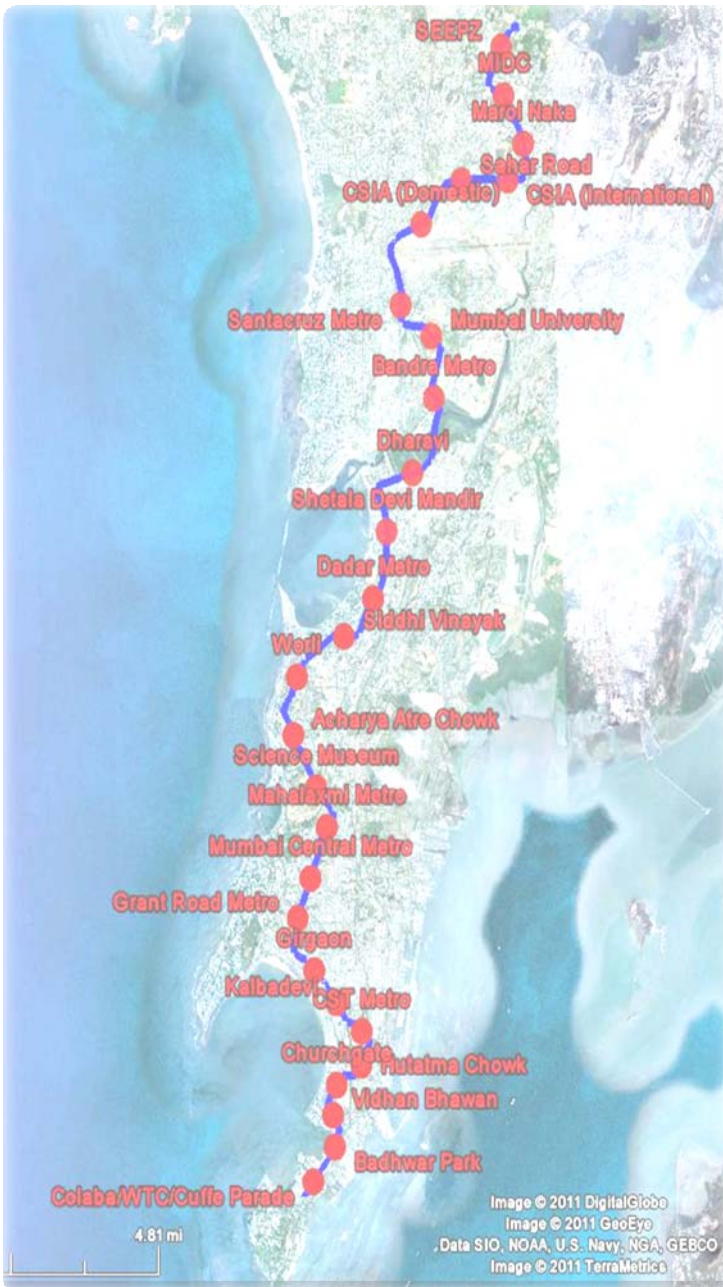 SEEPZ
MIDC
Marol Naka
Sahar Road
CSIA (Domestic)
CSIA (International)
Santacruz Metro
Mumbai University
Bandra Metro
Dharavi
Shetala Devi Mandir
Dadar Metro
Siddhi Vinayak
Worli
Acharya Atre Chowk
Science Museum
Mahalaxmi Metro
Mumbai Central Metro
Grant Road Metro
Girgaon
Kalbadevi
CST Metro
Churchgate
Hutatma Chowk
Vidhan Bhawan
Badhwar Park
Colaba/WTC/Cuffe Parade
4.81 mi
Image © 2011 DigitalGlobe
Image © 2011 GeoEye
Data SIO, NOAA, U.S. Navy, NGA, GEBCO
Image © 2011 TerraMetrics